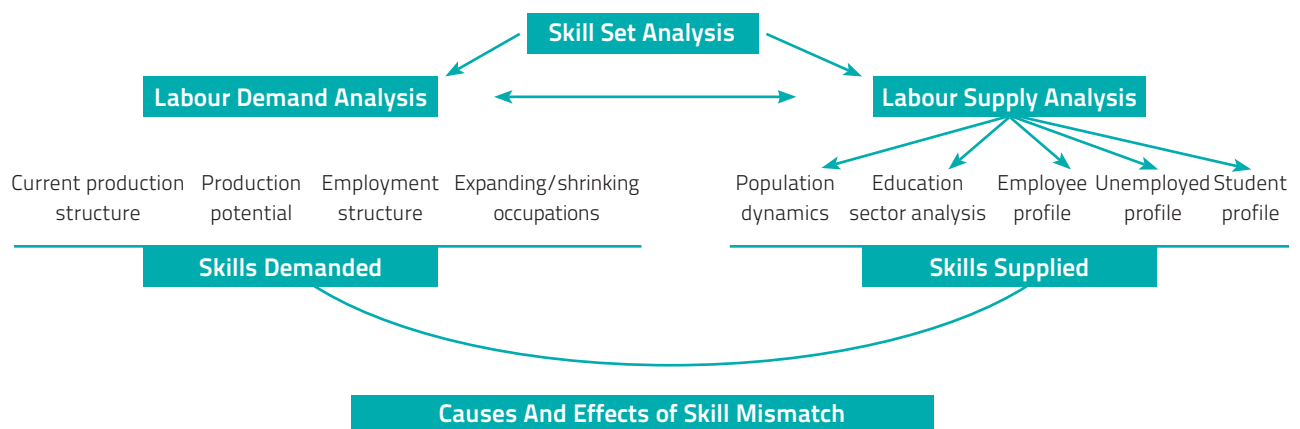 Skill Set Analysis
Labour Demand Analysis
Labour Supply Analysis
Current production
structure
Production
potential
Employment
structure
Expanding/shrinking
occupations
Population
dynamics
Education
sector analysis
Employee
profile
Unemployed
profile
Student
profile
Skills Demanded
Skills Supplied
Causes And Effects of Skill Mismatch